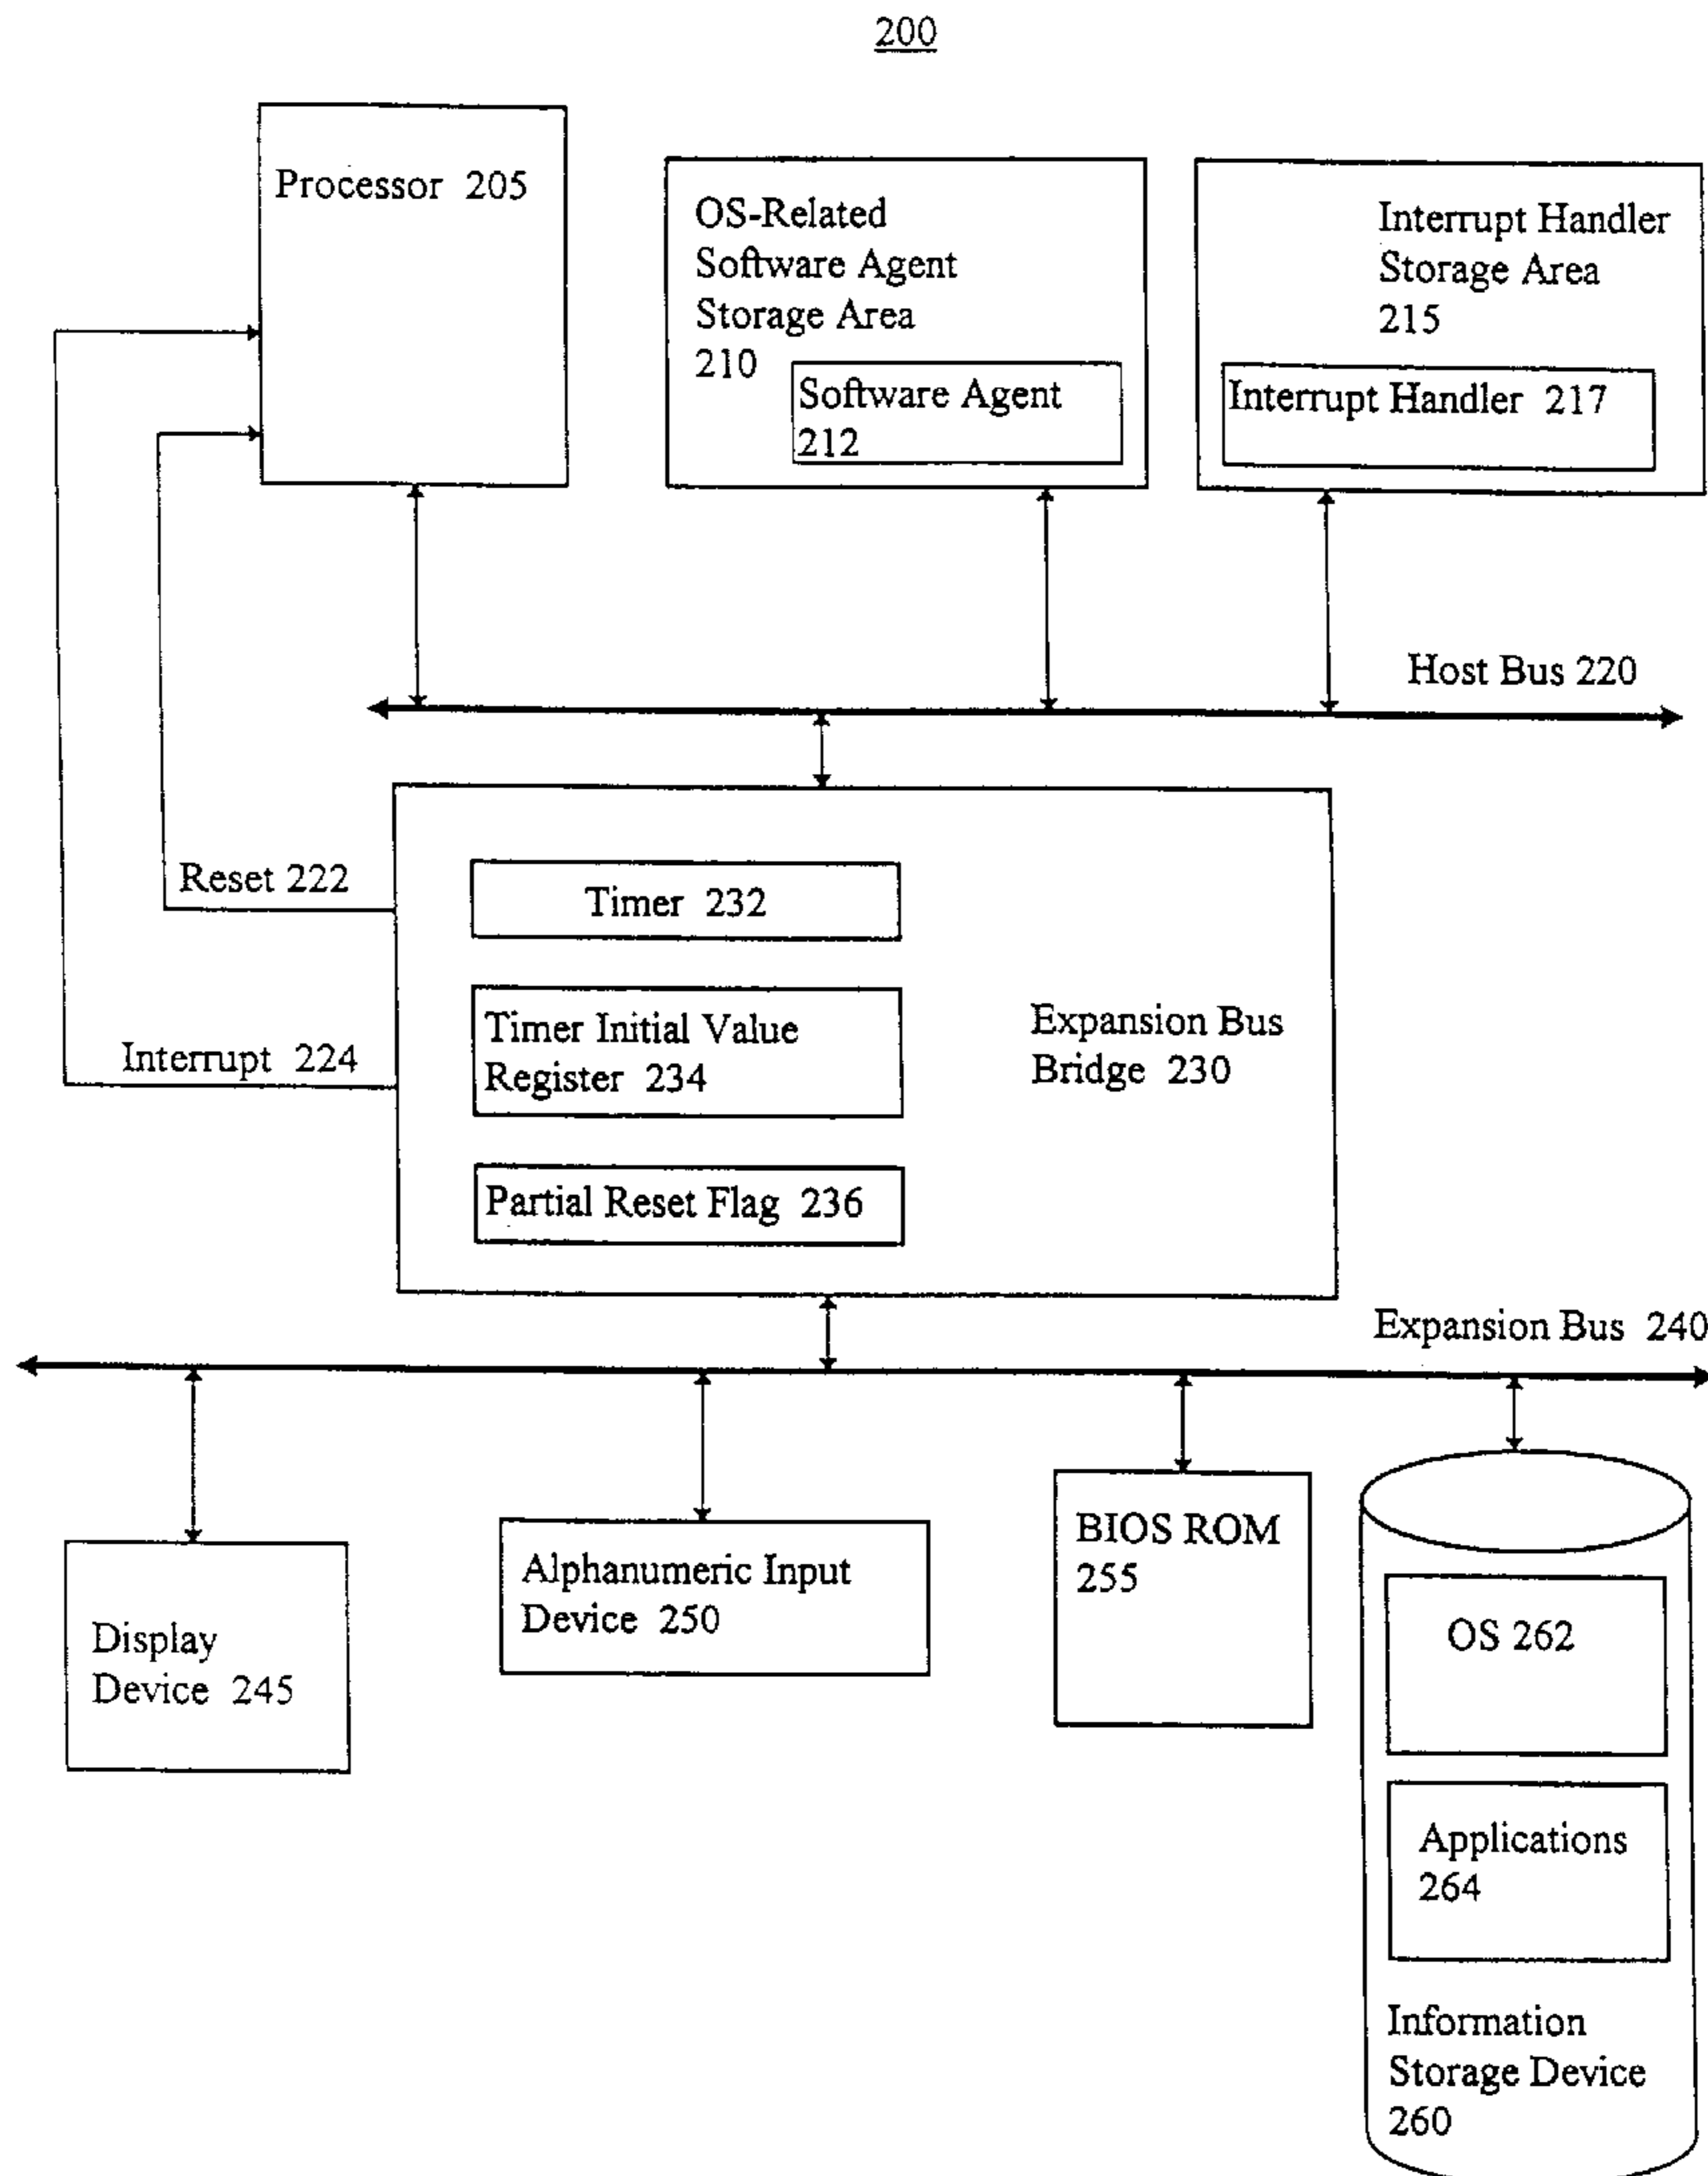 200
Processor 205
OS-Related
Software Agent
Storage Area
210
Software Agent
212
Interrupt Handler
Storage Area
215
Interrupt Handler 217
Host Bus 220
Reset 222
Interrupt 224
Timer 232
Timer Initial Value
Register 234
Partial Reset Flag 236
Expansion Bus
Bridge 230
Expansion Bus 240
Display
Device 245
Alphanumeric Input
Device 250
BIOS ROM
255
OS 262
Applications
264
Information
Storage Device
260